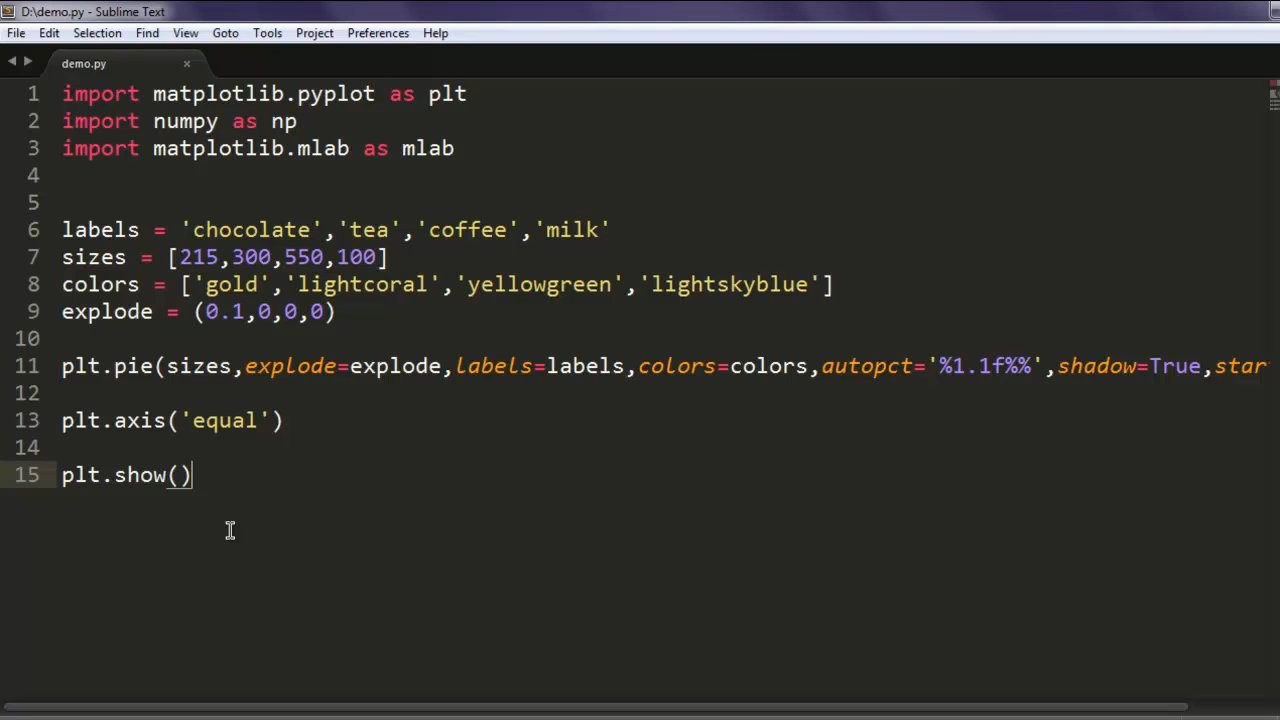 D:\demo.py - Sublime Text
File Edit Selection Find View Goto Tools Project Preferences Help
demo.py ×
1 import matplotlib.pyplot as plt
2 import numpy as np
3 import matplotlib.mlab as mlab
4
5
6 labels = 'chocolate','tea','coffee','milk'
7 sizes = [215,300,550,100]
8 colors = ['gold','lightcoral','yellowgreen','lightskyblue']
9 explode = (0.1,0,0,0)
10
11 plt.pie(sizes,explode=explode,labels=labels,colors=colors,autopct='%1.1f%%',shadow=True,star
12
13 plt.axis('equal')
14
15 plt.show()